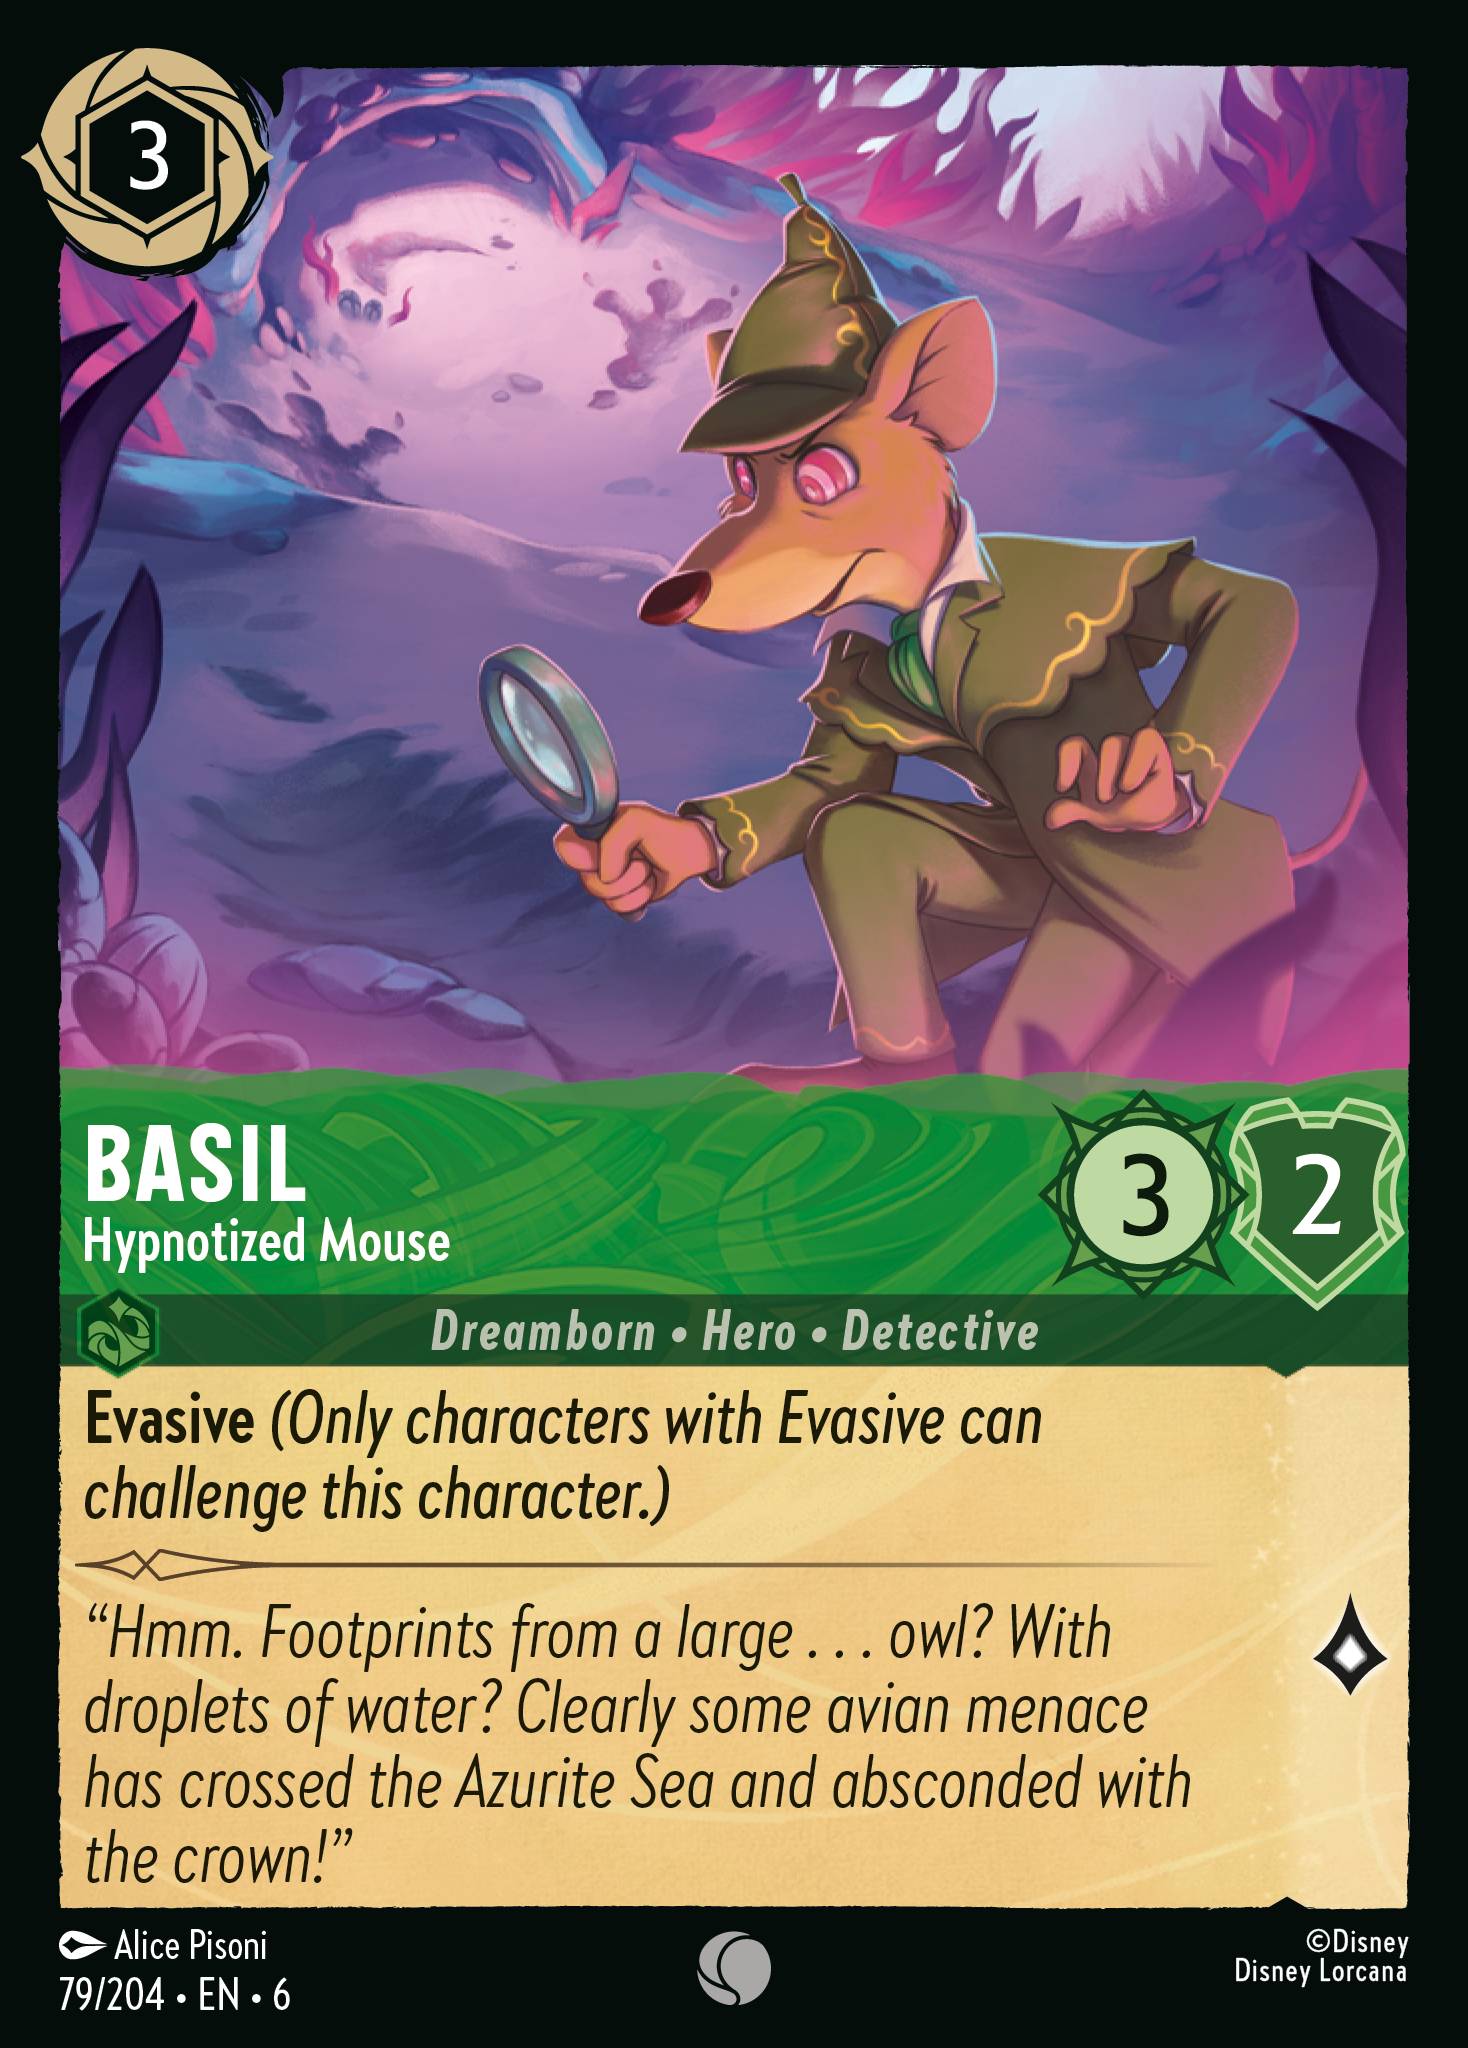 3
BASIL
Hypnotized Mouse
3
2
Dreamborn • Hero • Detective
Evasive (Only characters with Evasive can
challenge this character.)
“Hmm. Footprints from a large . . . owl? With
droplets of water? Clearly some avian menace
has crossed the Azurite Sea and absconded with
the crown!”
Alice Pisoni
79/204 • EN • 6
©Disney
Disney Lorcana